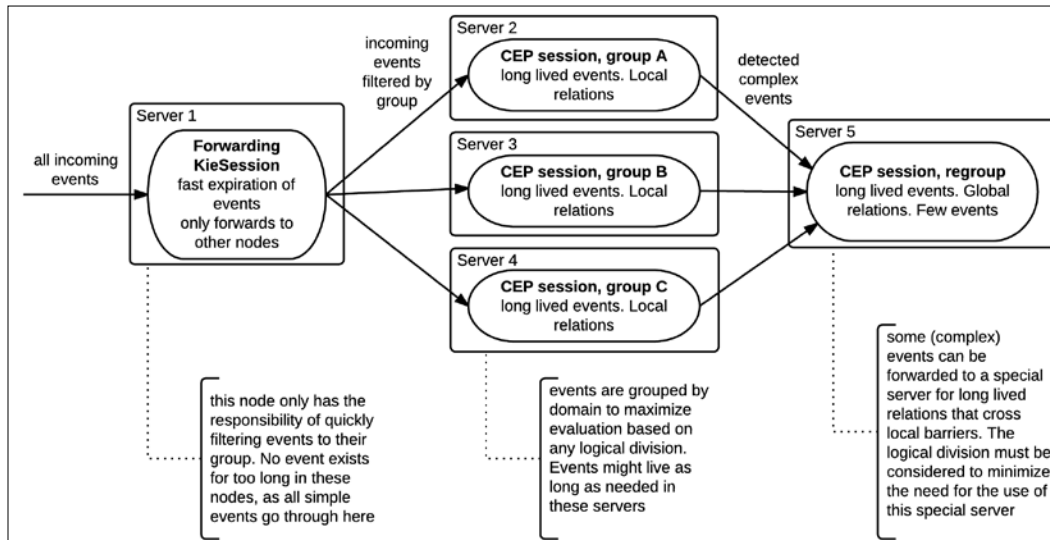 Server 2
incoming
events
filtered by
group
CEP session, group A
long lived events. Local
relations
detected
complex
events
Server 1
all incoming
events
Forwarding
KieSession
fast expiration of
events
only forwards to
other nodes
Server 3
CEP session, group B
long lived events. Local
relations
Server 5
CEP session, regroup
long lived events. Global
relations. Few events
Server 4
CEP session, group C
long lived events. Local
relations
this node only has the
responsibility of quickly
filtering events to their
group. No event exists
for too long in these
nodes, as all simple
events go through here
events are grouped by
domain to maximize
evaluation based on
any logical division.
Events might live as
long as needed in
these servers
some (complex)
events can be
forwarded to a special
server for long lived
relations that cross
local barriers. The
logical division must be
considered to minimize
the need for the use of
this special server